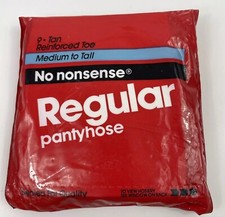 9 • Tan
Reinforced Toe
Medium to Tall
No nonsense®
Regular
pantyhose